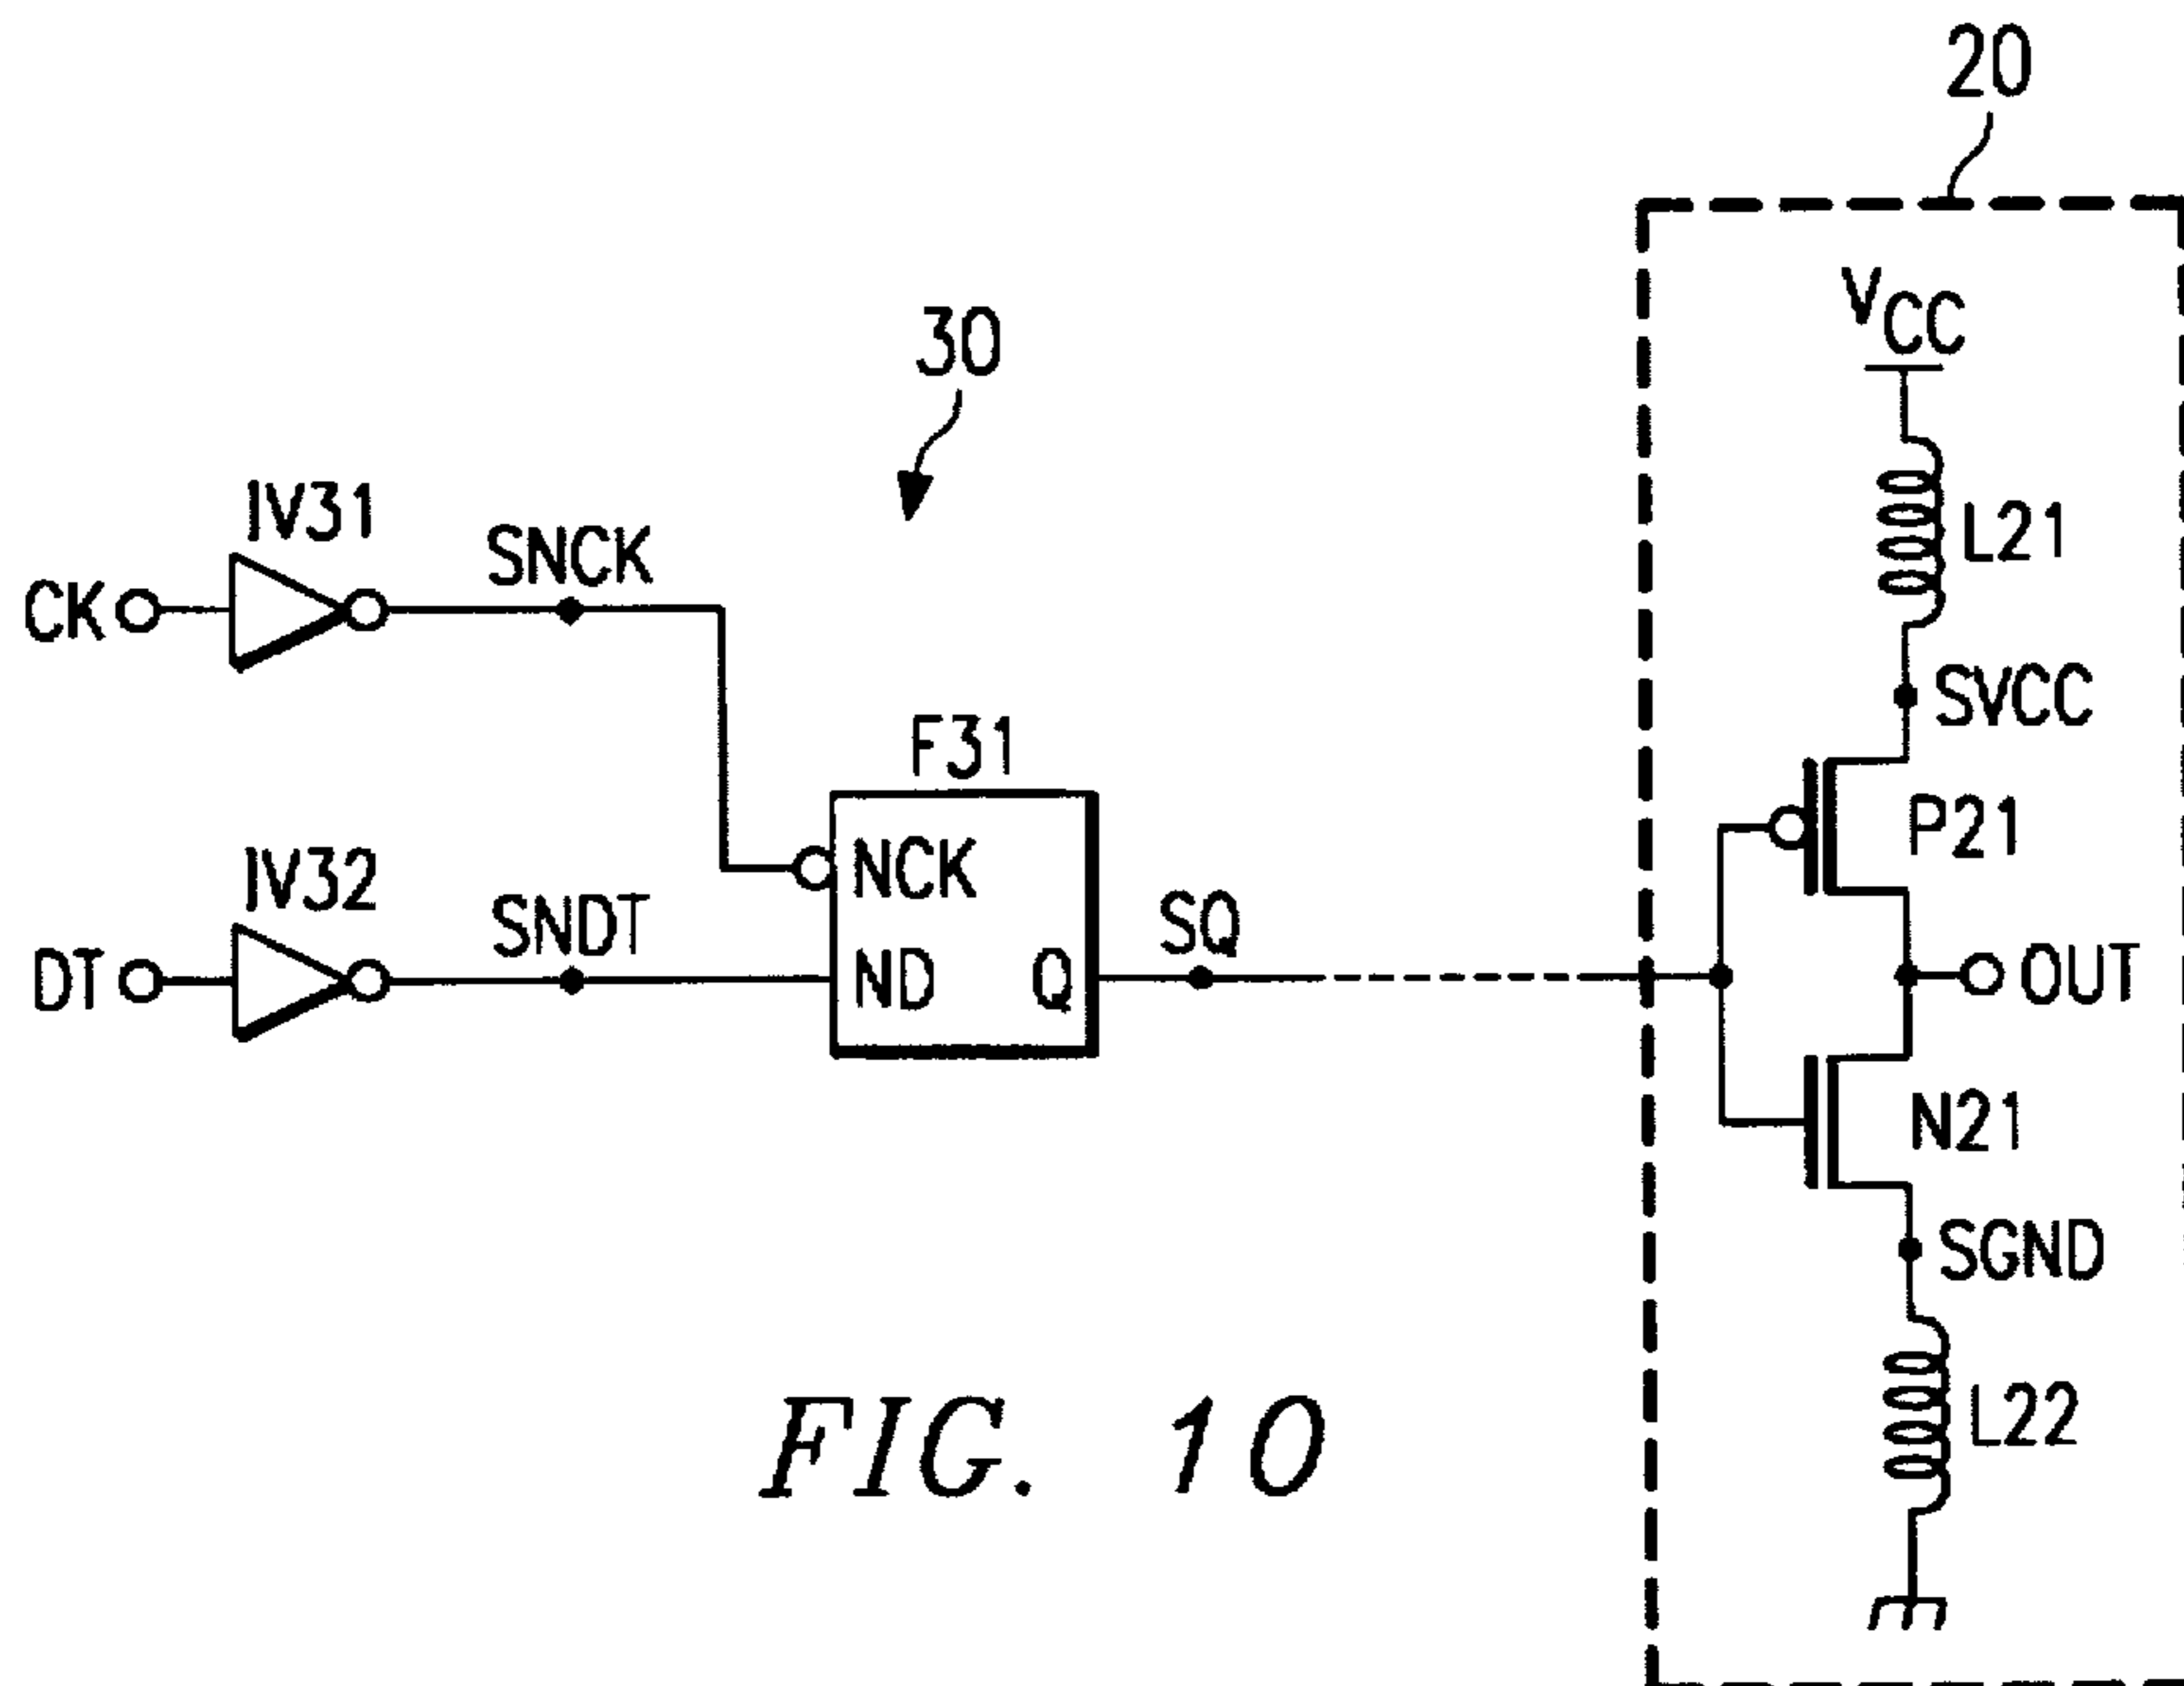 20
VCC
30
L21
IV31
SNCK
CK
SVCC
F31
P21
IV32
NCK
SNDT
SQ
DT
ND
Q
OUT
N21
SGND
L22
FIG. 10